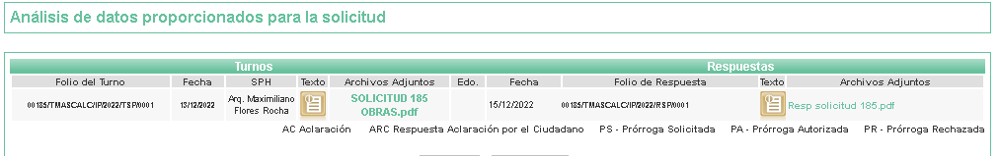 Análisis de datos proporcionados para la solicitud
Turnos Respuestas
Folio del Turno Fecha SPH Texto Archivos Adjuntos Edo. Fecha Folio de Respuesta Texto Archivos Adjuntos
00185/TMASCALC/IP/2022/TSP/0001 13/12/2022 Arq. Maximiliano Flores Rocha SOLICITUD 185 OBRAS.pdf 15/12/2022 00185/TMASCALC/IP/2022/RSP/0001 Resp solicitud 185.pdf
AC Aclaración ARC Respuesta Aclaración por el Ciudadano PS - Prórroga Solicitada PA - Prórroga Autorizada PR - Prórroga Rechazada